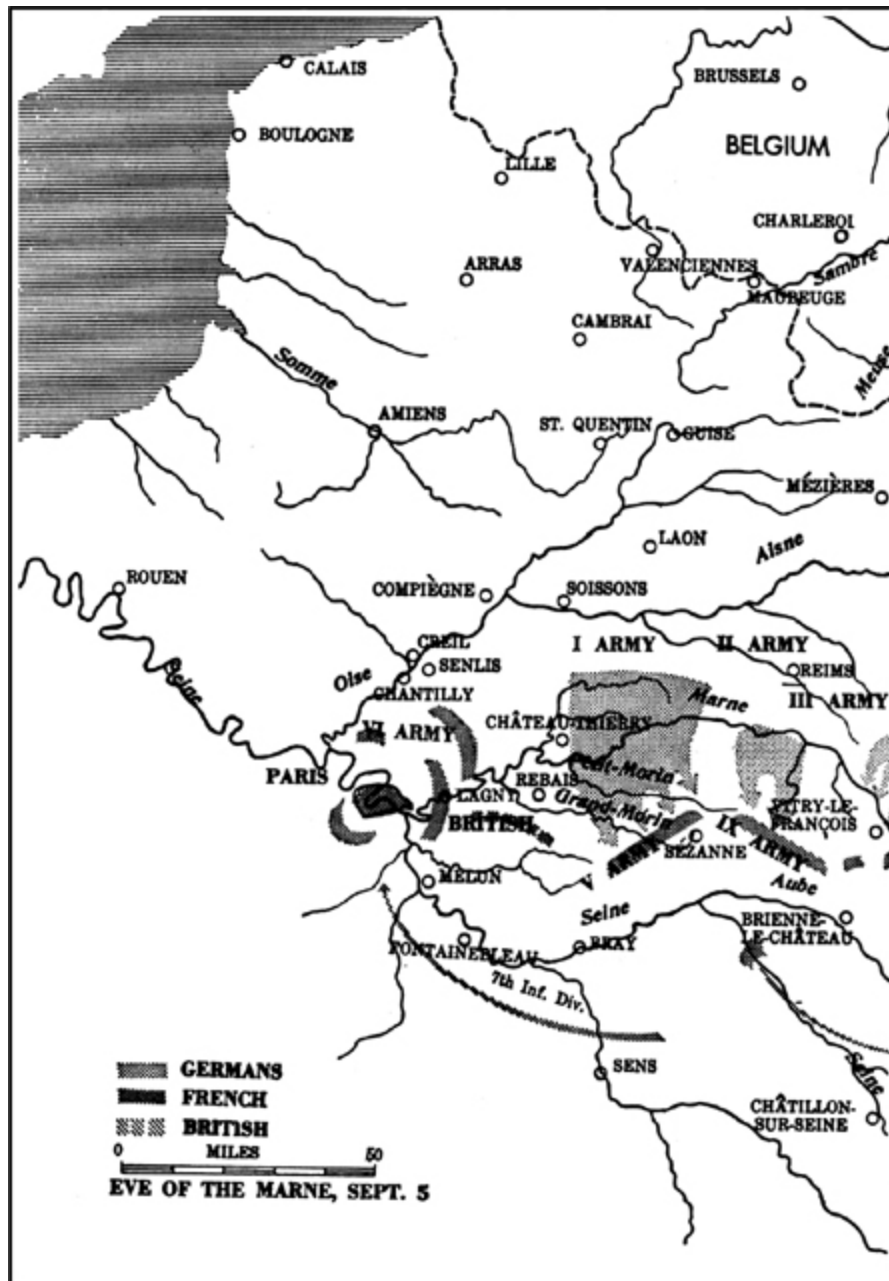 CALAIS
BRUSSELS
BOULOGNE
BELGIUM
LILLE
CHARLEROI
VALENCIENNES
Sambre
ARRAS
MAUBEUGE
CAMBRAI
Meuse
Somme
AMIENS
ST. QUENTIN
GUISE
MÉZIÈRES
LAON
Aisne
ROUEN
COMPIÈGNE
SOISSONS
I ARMY
II ARMY
CREIL
SENLIS
REIMS
Seine
Oise
CHANTILLY
Marne
III ARMY
VI ARMY
CHÂTEAU-THIERRY
PARIS
Petit-Morin
REBAIS
LAGNY
Grand-Morin
VITRY-LE-
FRANÇOIS
BRITISH
IX ARMY
SÉZANNE
V ARMY
MELUN
Aube
Seine
BRIENNE-
LE-CHÂTEAU
FONTAINEBLEAU
BRAY
7th Inf. Div.
SENS
Seine
GERMANS
CHÂTILLON-
SUR-SEINE
FRENCH
BRITISH
0 MILES 50
EVE OF THE MARNE, SEPT. 5